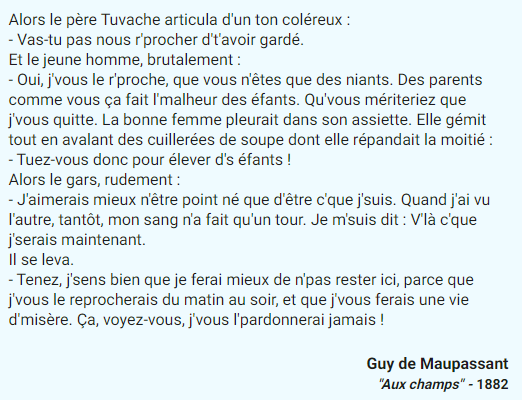 Alors le père Tuvache articula d'un ton coléreux :
- Vas-tu pas nous r'procher d't'avoir gardé.
Et le jeune homme, brutalement :
- Oui, j'vous le r'proche, que vous n'êtes que des niants. Des parents
comme vous ça fait l'malheur des éfants. Qu'vous mériteriez que
j'vous quitte. La bonne femme pleurait dans son assiette. Elle gémit
tout en avalant des cuillerées de soupe dont elle répandait la moitié :
- Tuez-vous donc pour élever d's éfants !
Alors le gars, rudement :
- J'aimerais mieux n'être point né que d'être c'que j'suis. Quand j'ai vu
l'autre, tantôt, mon sang n'a fait qu'un tour. Je m'suis dit : V'là c'que
j'serais maintenant.
Il se leva.
- Tenez, j'sens bien que je ferai mieux de n'pas rester ici, parce que
j'vous le reprocherais du matin au soir, et que j'vous ferais une vie
d'misère. Ça, voyez-vous, j'vous l'pardonnerai jamais !
Guy de Maupassant
"Aux champs" - 1882